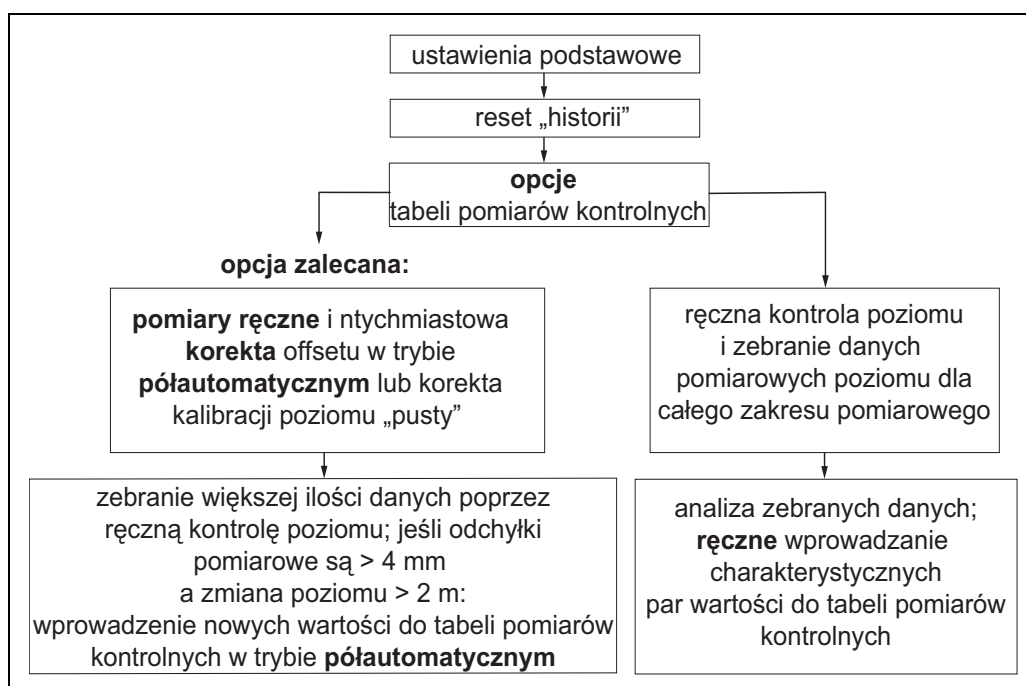 ustawienia podstawowe
reset „historii”
opcje
tabeli pomiarów kontrolnych
opcja zalecana:
pomiary ręczne i ntychmiastowa
korekta offsetu w trybie
półautomatycznym lub korekta
kalibracji poziomu „pusty”
zebranie większej ilości danych poprzez
ręczną kontrolę poziomu; jeśli odchyłki
pomiarowe są > 4 mm
a zmiana poziomu > 2 m:
wprowadzenie nowych wartości do tabeli pomiarów
kontrolnych w trybie półautomatycznym
ręczna kontrola poziomu
i zebranie danych
pomiarowych poziomu dla
całego zakresu pomiarowego
analiza zebranych danych;
ręczne wprowadzanie
charakterystycznych
par wartości do tabeli pomiarów
kontrolnych